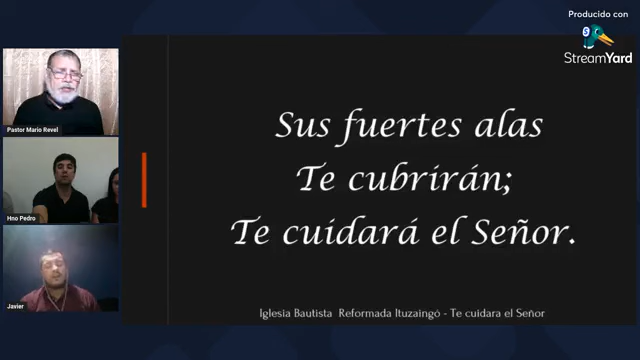 Producido con
StreamYard
Pastor Mario Revel
Hno Pedro
Javier
Sus fuertes alas
Te cubrirán;
Te cuidará el Señor.
Iglesia Bautista Reformada Ituzaingó - Te cuidara el Señor